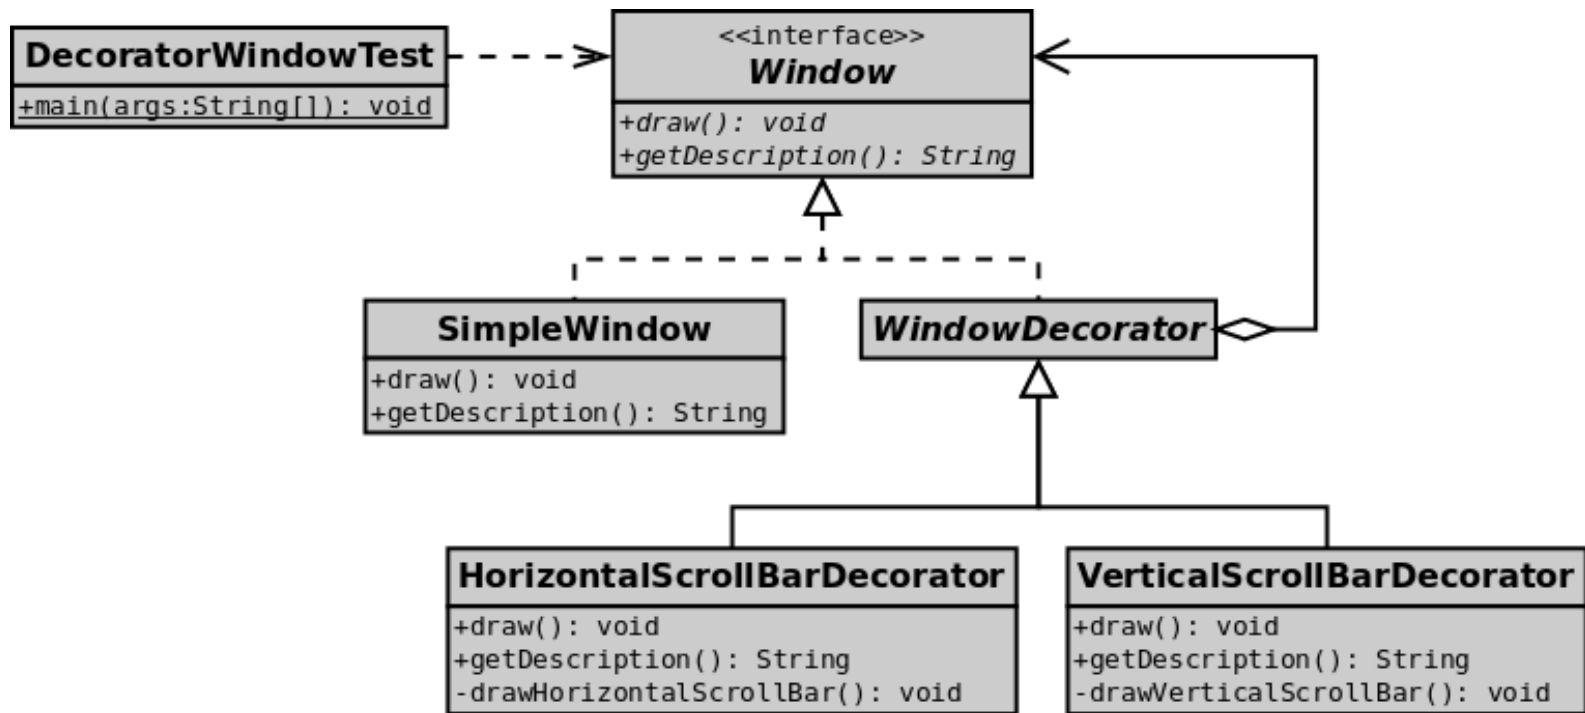 DecoratorWindowTest
+main(args:String[]): void
<<interface>>
Window
+draw(): void
+getDescription(): String
SimpleWindow
+draw(): void
+getDescription(): String
WindowDecorator
HorizontalScrollBarDecorator
+draw(): void
+getDescription(): String
-drawHorizontalScrollBar(): void
VerticalScrollBarDecorator
+draw(): void
+getDescription(): String
-drawVerticalScrollBar(): void